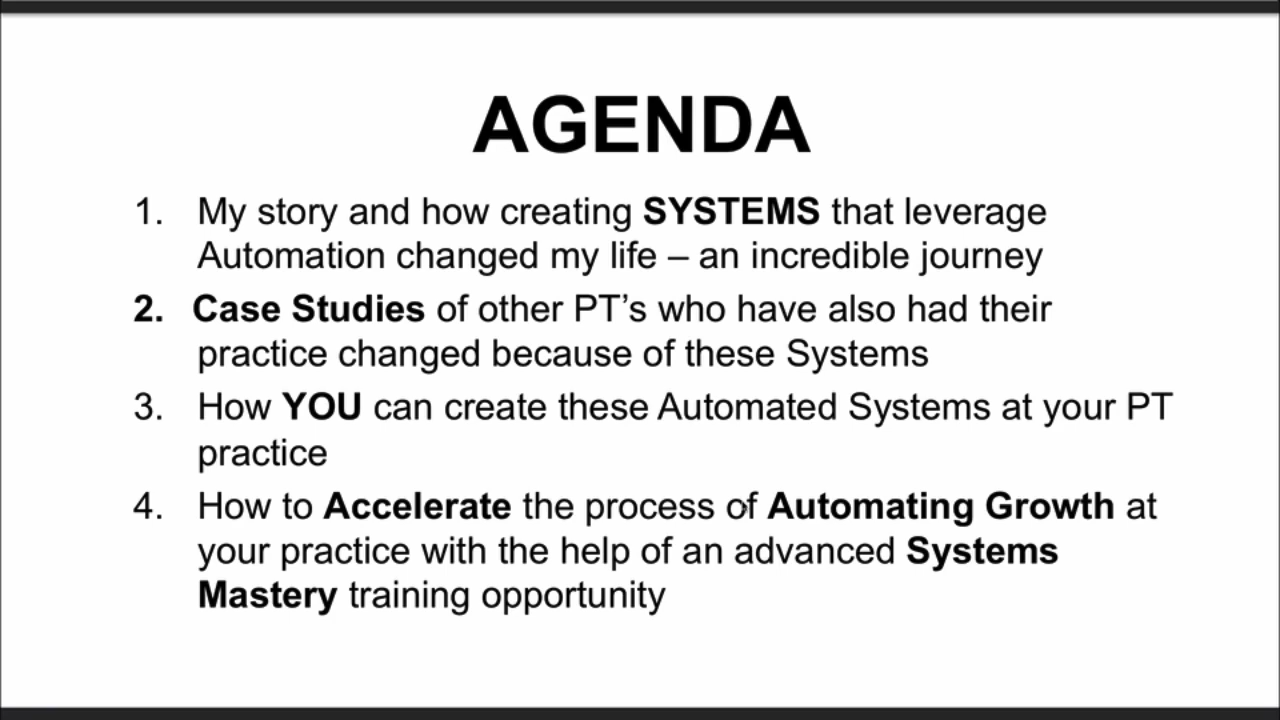 AGENDA
1. My story and how creating SYSTEMS that leverage
Automation changed my life – an incredible journey
2. Case Studies of other PT’s who have also had their
practice changed because of these Systems
3. How YOU can create these Automated Systems at your PT
practice
4. How to Accelerate the process of Automating Growth at
your practice with the help of an advanced Systems
Mastery training opportunity